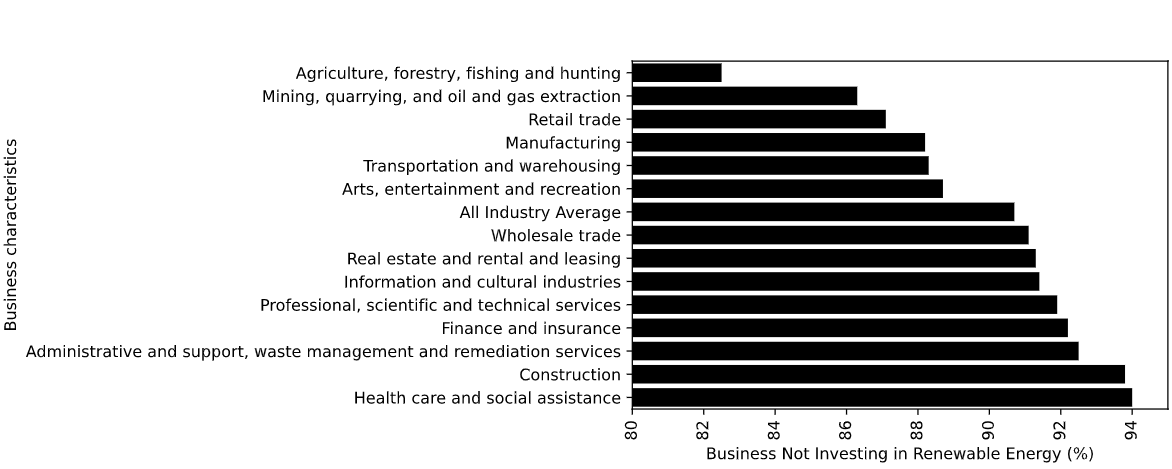 Business characteristics
Agriculture, forestry, fishing and hunting
Mining, quarrying, and oil and gas extraction
Retail trade
Manufacturing
Transportation and warehousing
Arts, entertainment and recreation
All Industry Average
Wholesale trade
Real estate and rental and leasing
Information and cultural industries
Professional, scientific and technical services
Finance and insurance
Administrative and support, waste management and remediation services
Construction
Health care and social assistance
80 82 84 86 88 90 92 94
Business Not Investing in Renewable Energy (%)